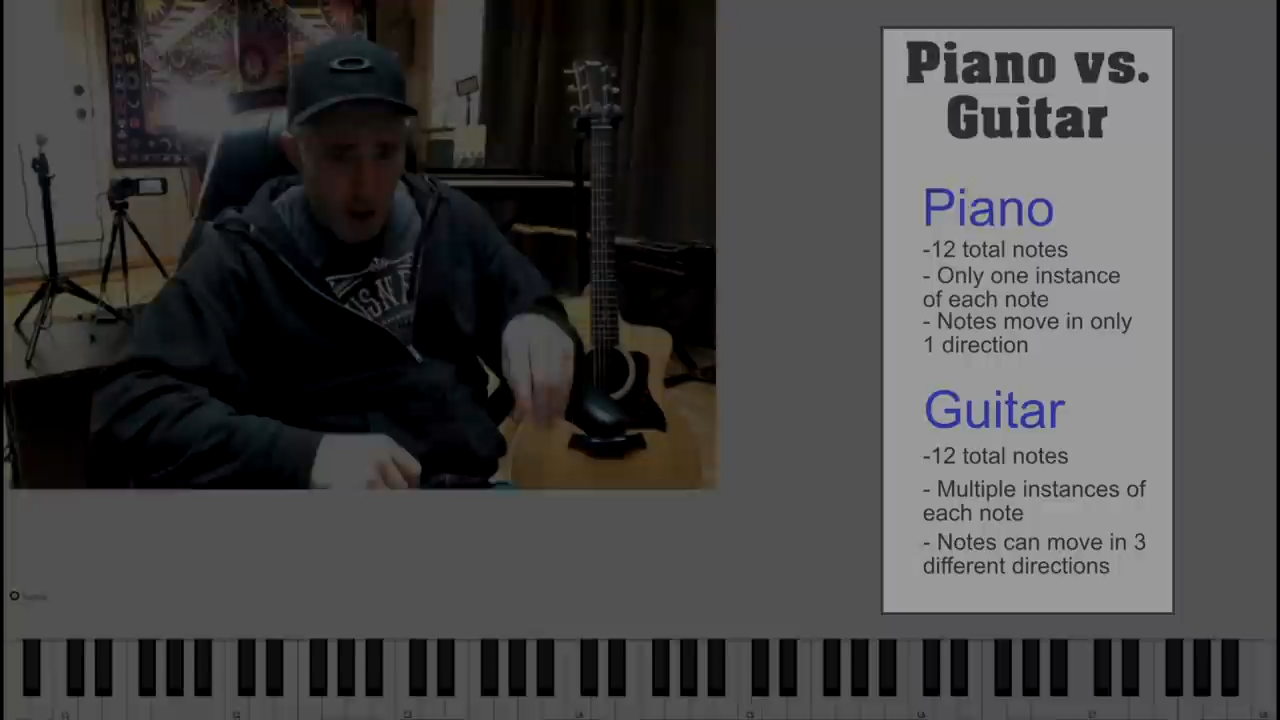 Piano vs.
Guitar
Piano
-12 total notes
- Only one instance
of each note
- Notes move in only
1 direction
Guitar
-12 total notes
- Multiple instances of
each note
- Notes can move in 3
different directions